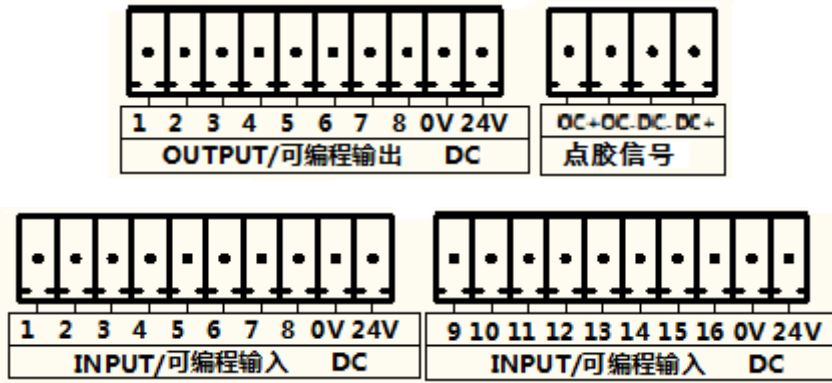 1 2 3 4 5 6 7 8 0V 24V
OUTPUT/可编程输出 DC
OC+OC-DC-DC+
点胶信号
1 2 3 4 5 6 7 8 0V 24V
INPUT/可编程输入 DC
9 10 11 12 13 14 15 16 0V 24V
INPUT/可编程输入 DC